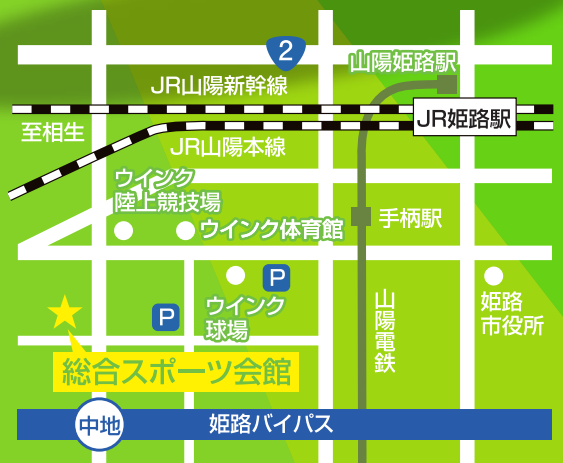 2
山陽姫路駅
JR山陽新幹線
JR姫路駅
至相生
JR山陽本線
ウインク
陸上競技場
ウインク体育館
手柄駅
P
P
ウインク
球場
山陽電鉄
姫路
市役所
総合スポーツ会館
中地
姫路バイパス